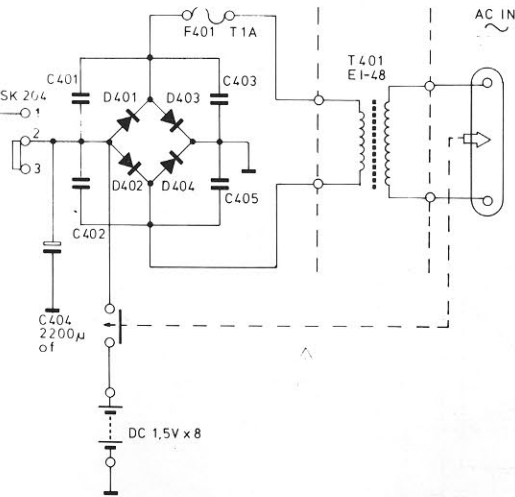 AC IN
F401 T1A
T401
EI-48
C401
C403
SK 204
D401
D403
1
2
3
D402
D404
C405
C402
C404
2200µ
of
DC 1,5V x 8